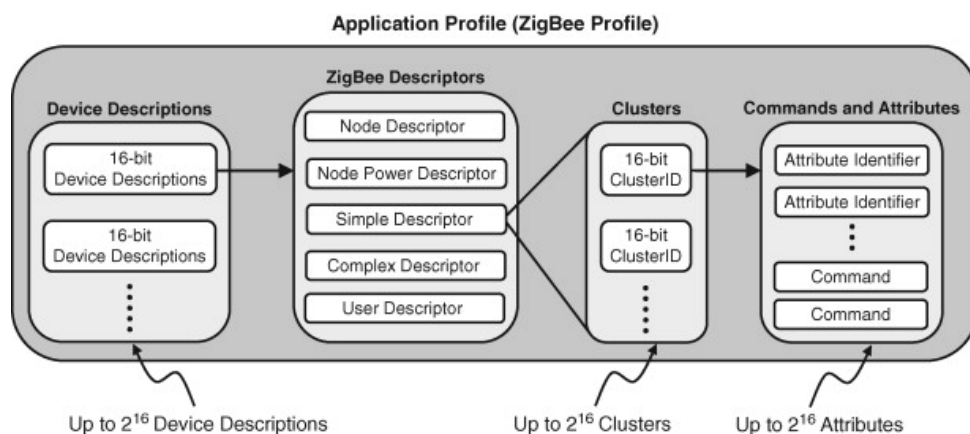 Application Profile (ZigBee Profile)
ZigBee Descriptors
Device Descriptions
Clusters
Commands and Attributes
16-bit
Device Descriptions
16-bit
Device Descriptions
Node Descriptor
Node Power Descriptor
Simple Descriptor
Complex Descriptor
User Descriptor
16-bit
ClusterID
16-bit
ClusterID
Attribute Identifier
Attribute Identifier
Command
Command
Up to 2¹⁶ Device Descriptions
Up to 2¹⁶ Clusters
Up to 2¹⁶ Attributes